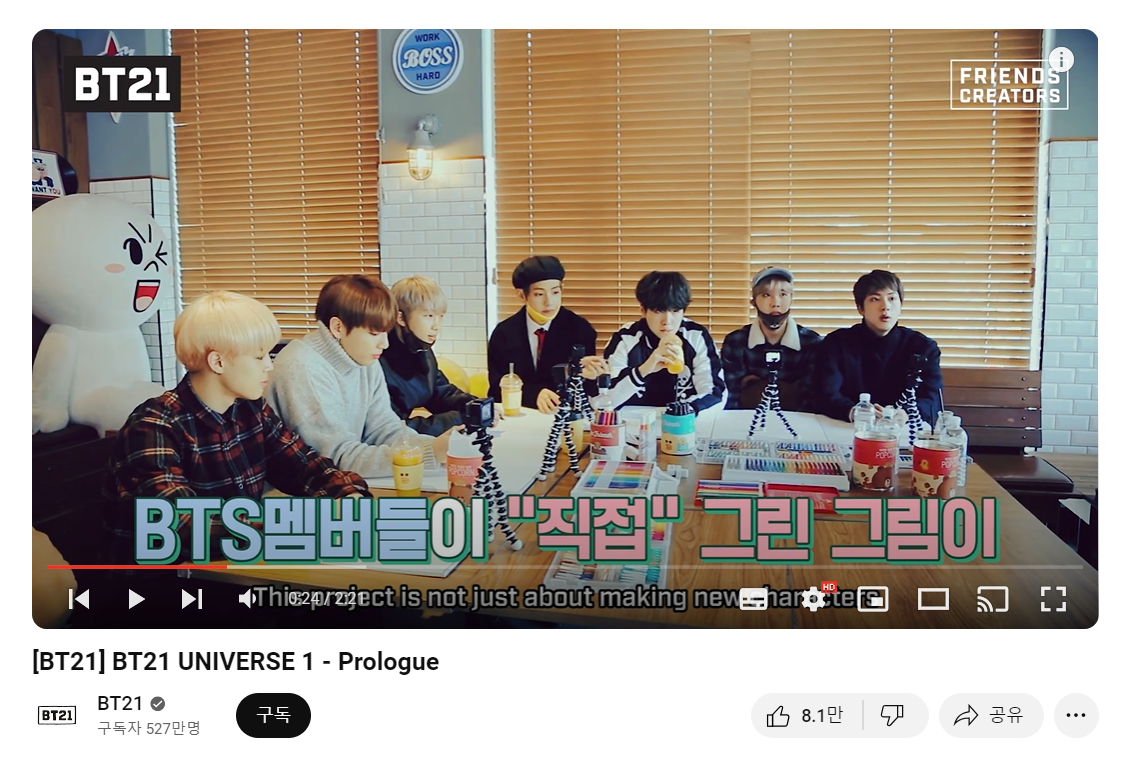 WORK
BOSS
HARD
BT21
FRIENDS
CREATORS
WANT YOU
BTS멤버들이 "직접" 그린 그림이
This project is not just about making new characters.
0:24 / 2:21
HD
[BT21] BT21 UNIVERSE 1 - Prologue
BT21
BT21
구독자 527만명
구독
8.1만
공유